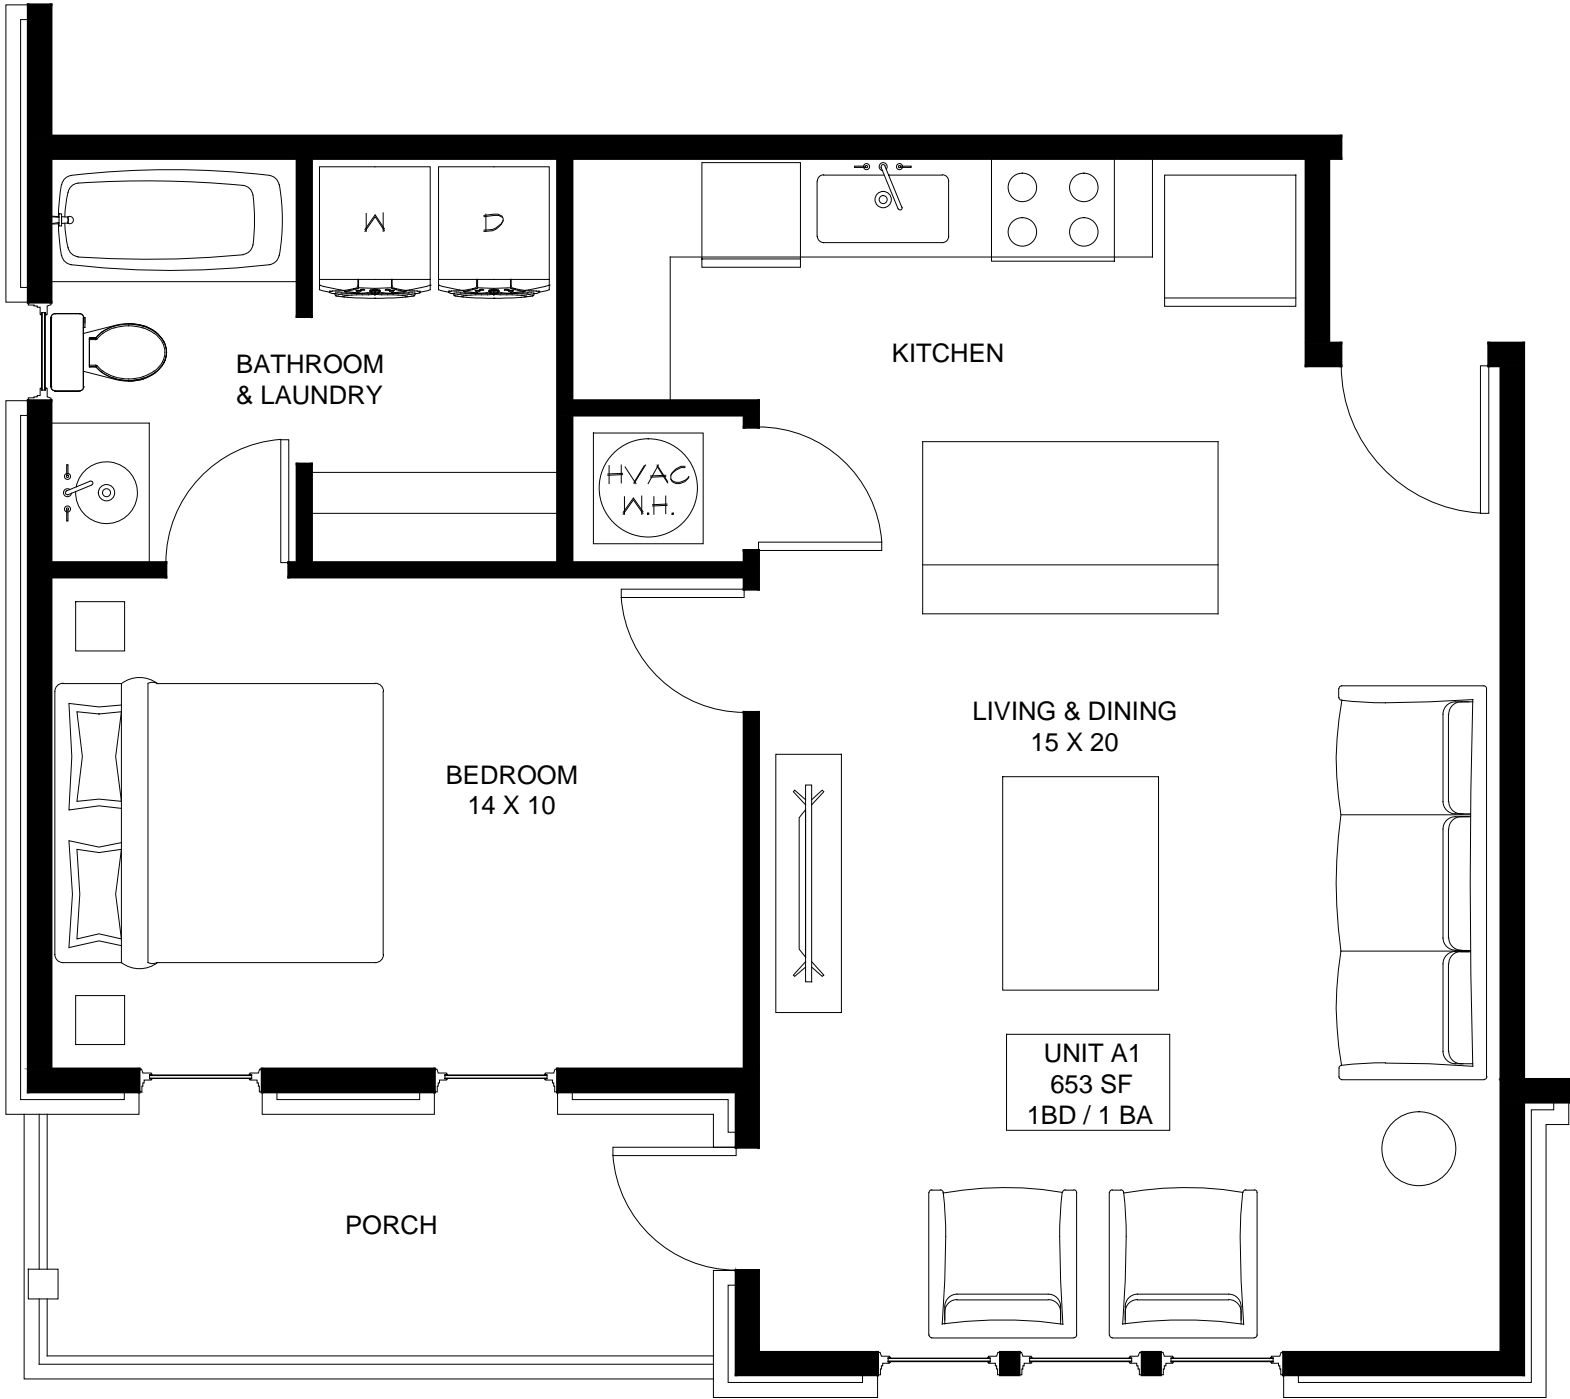 W
D
BATHROOM
& LAUNDRY
KITCHEN
HVAC
W.H.
LIVING & DINING
15 X 20
BEDROOM
14 X 10
UNIT A1
653 SF
1BD / 1 BA
PORCH